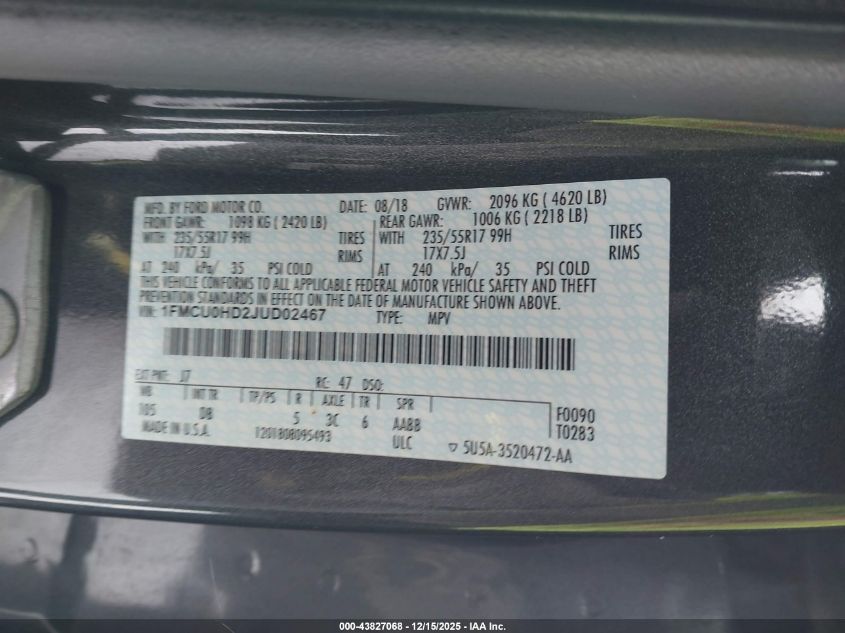 MFD. BY FORD MOTOR CO. DATE: 08/18 GVWR: 2096 KG ( 4620 LB)
FRONT GAWR: 1098 KG ( 2420 LB) REAR GAWR: 1006 KG ( 2218 LB)
WITH 235/55R17 99H TIRES WITH 235/55R17 99H TIRES
17X7.5J RIMS 17X7.5J RIMS
AT 240 kPa/ 35 PSI COLD AT 240 kPa/ 35 PSI COLD
THIS VEHICLE CONFORMS TO ALL APPLICABLE FEDERAL MOTOR VEHICLE SAFETY AND THEFT
PREVENTION STANDARDS IN EFFECT ON THE DATE OF MANUFACTURE SHOWN ABOVE.
VIN: 1FMCU0HD2JUD02467 TYPE: MPV
EXT PNT: J7 RC: 47 DSO:
WB INT TR TP/PS R AXLE TR SPR
105 DB 5 3C 6 AABB F0090
MADE IN U.S.A. 1201808095493 ULC T0283
5U5A-3520472-AA
000-43827068 - 12/15/2025 - IAA Inc.